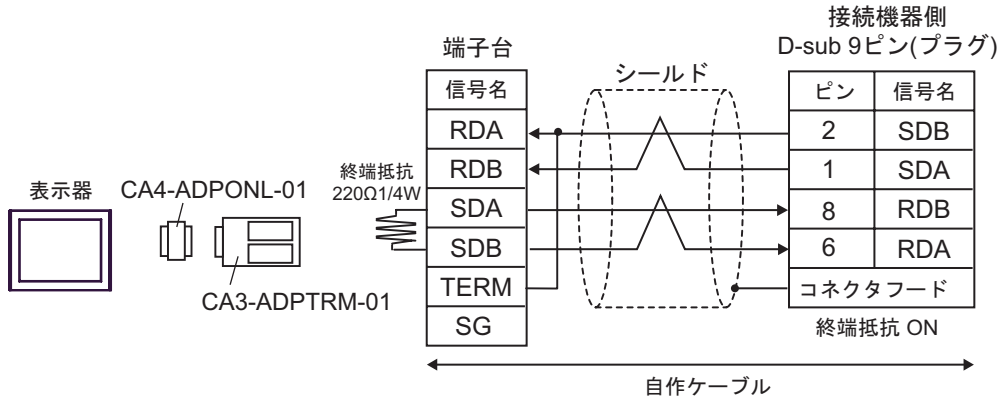 接続機器側
D-sub 9ピン(プラグ)
端子台
シールド
信号名
ピン 信号名
RDA
2 SDB
RDB
1 SDA
終端抵抗
220Ω1/4W
SDA
8 RDB
SDB
6 RDA
TERM
コネクタフード
SG
終端抵抗 ON
表示器
CA4-ADPONL-01
CA3-ADPTRM-01
自作ケーブル